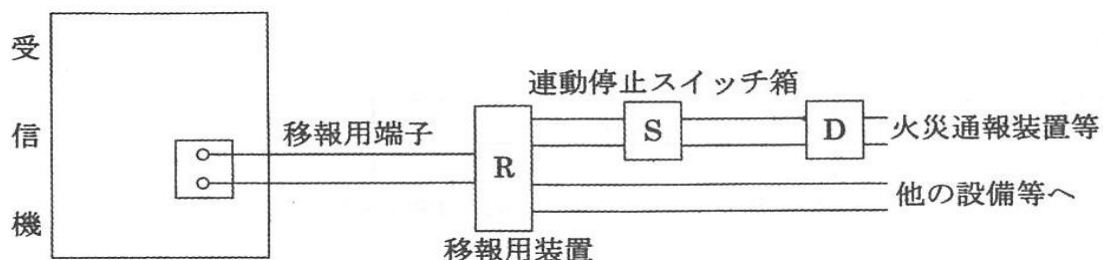 受信機
移報用端子
R
移報用装置
連動停止スイッチ箱
S
D
火災通報装置等
他の設備等へ